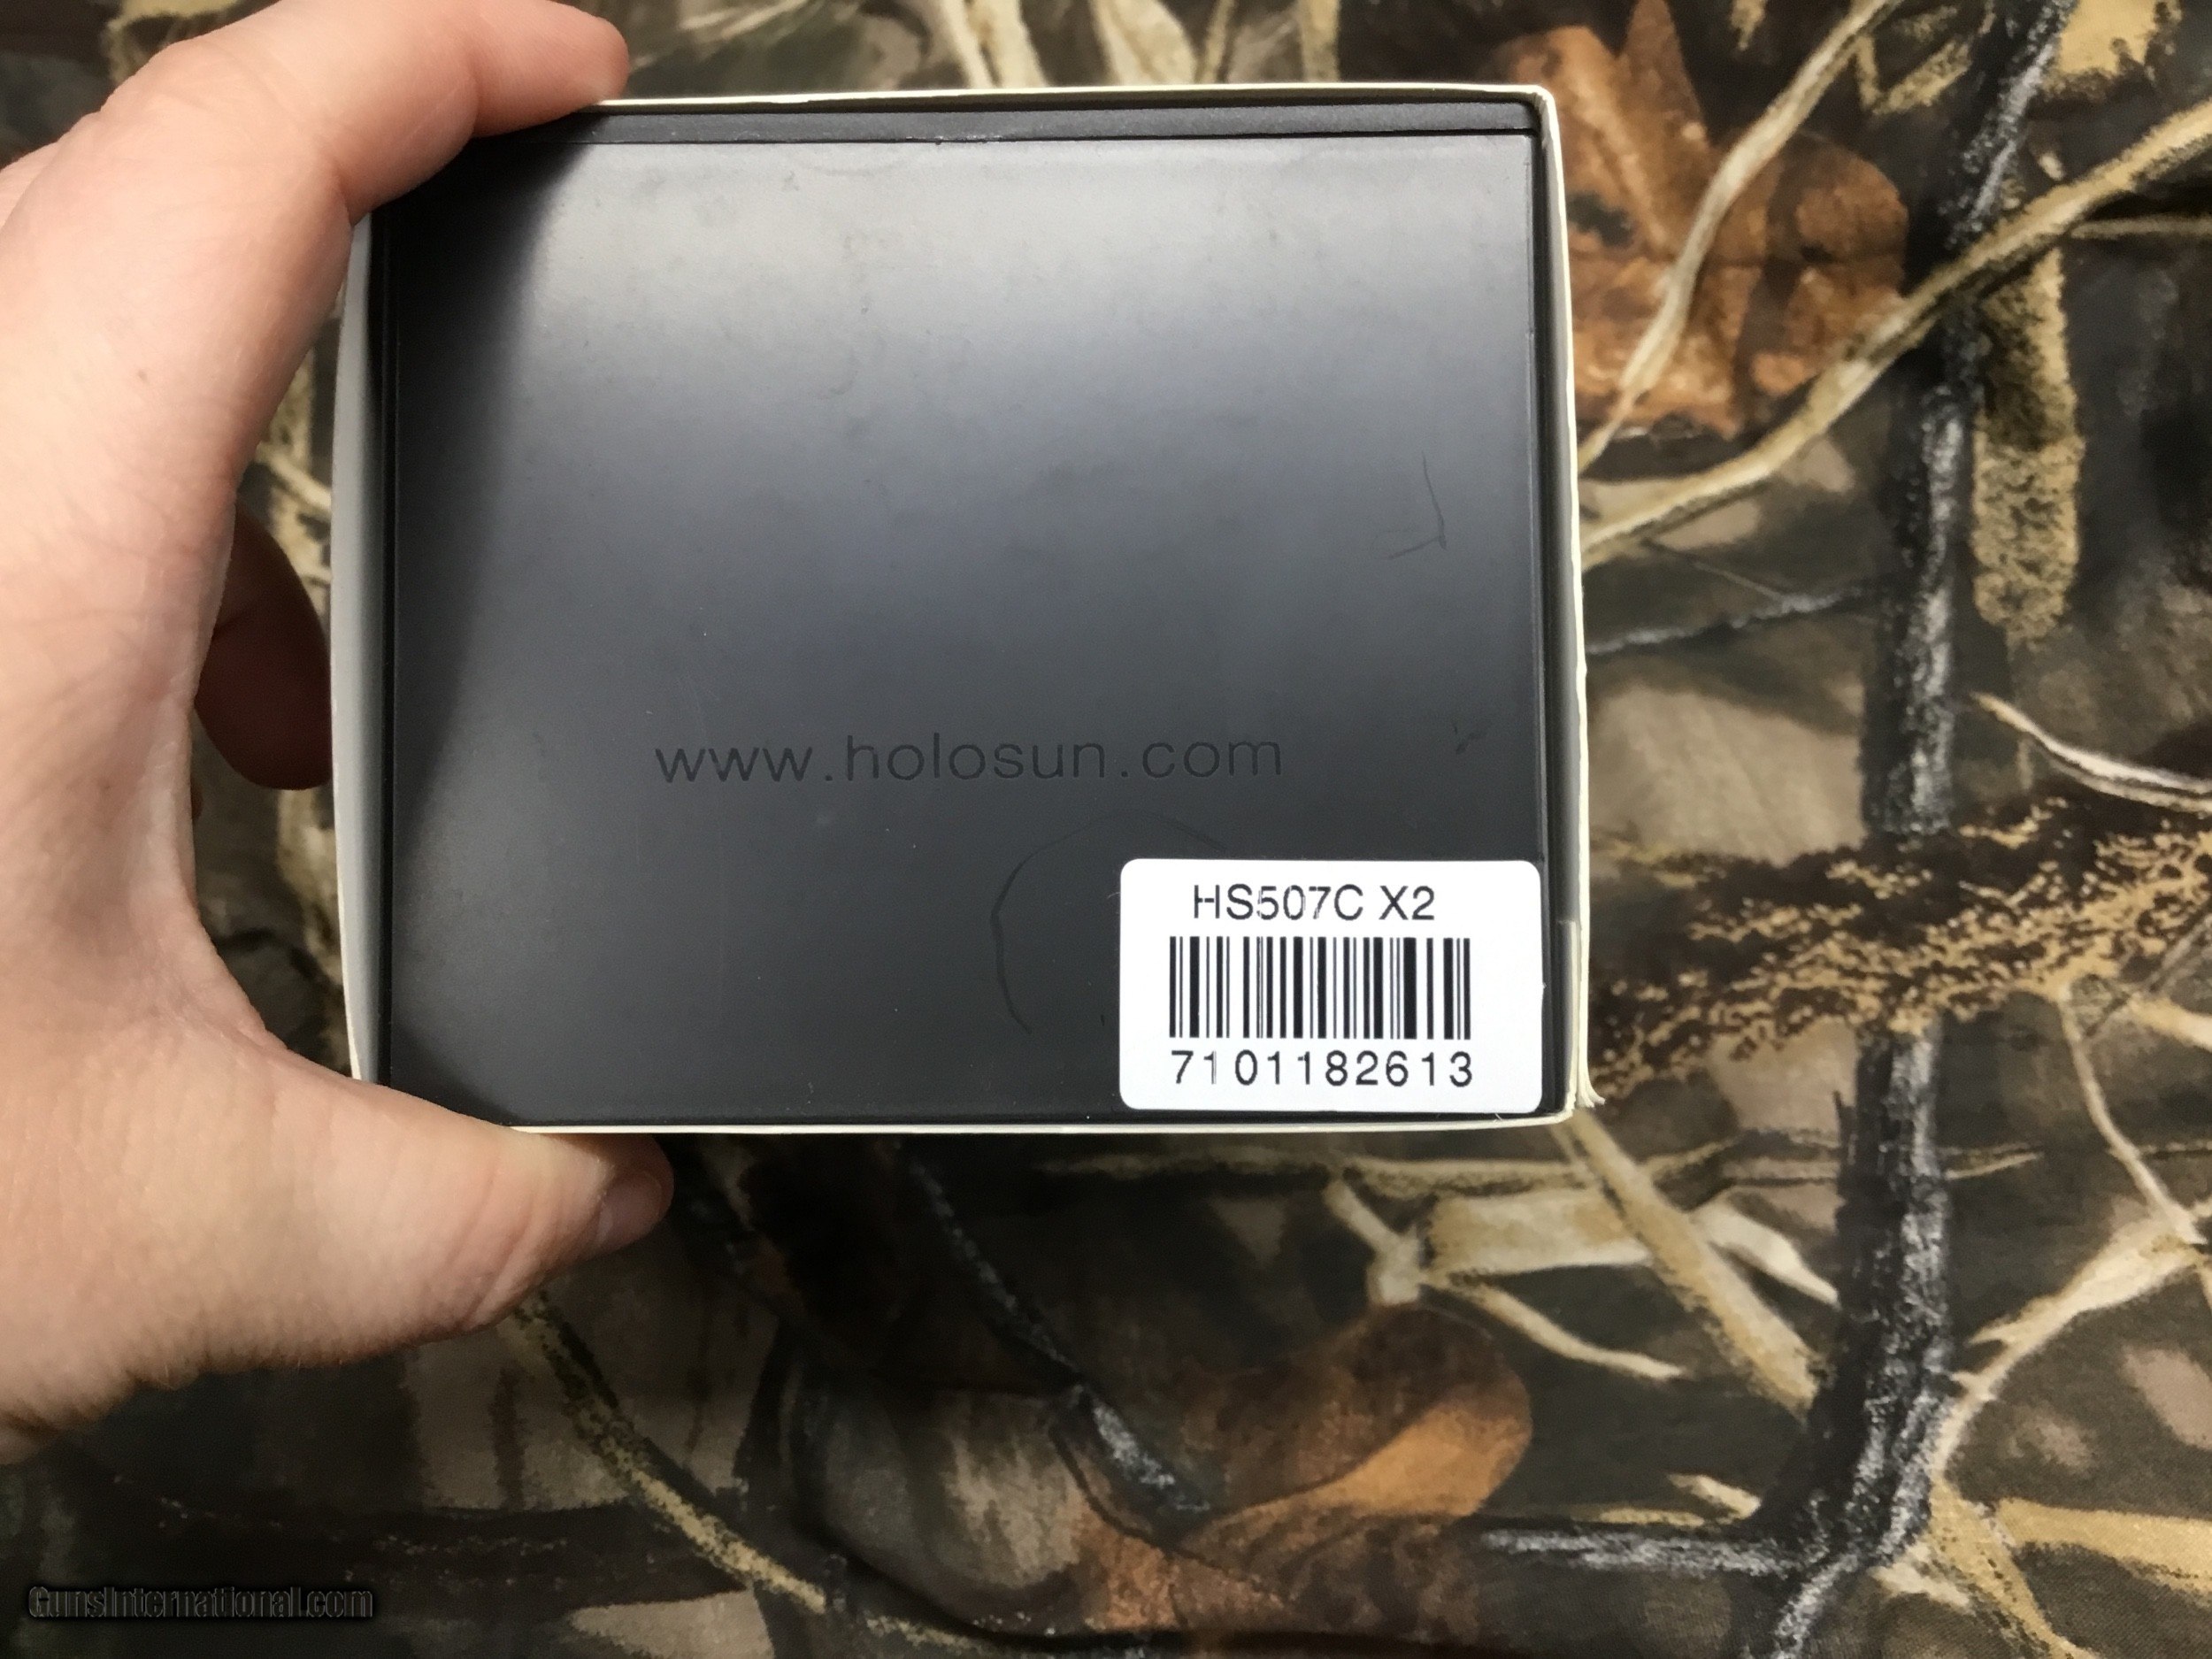 www.holosun.com
HS507C X2
7101182613
GunsInternational.com